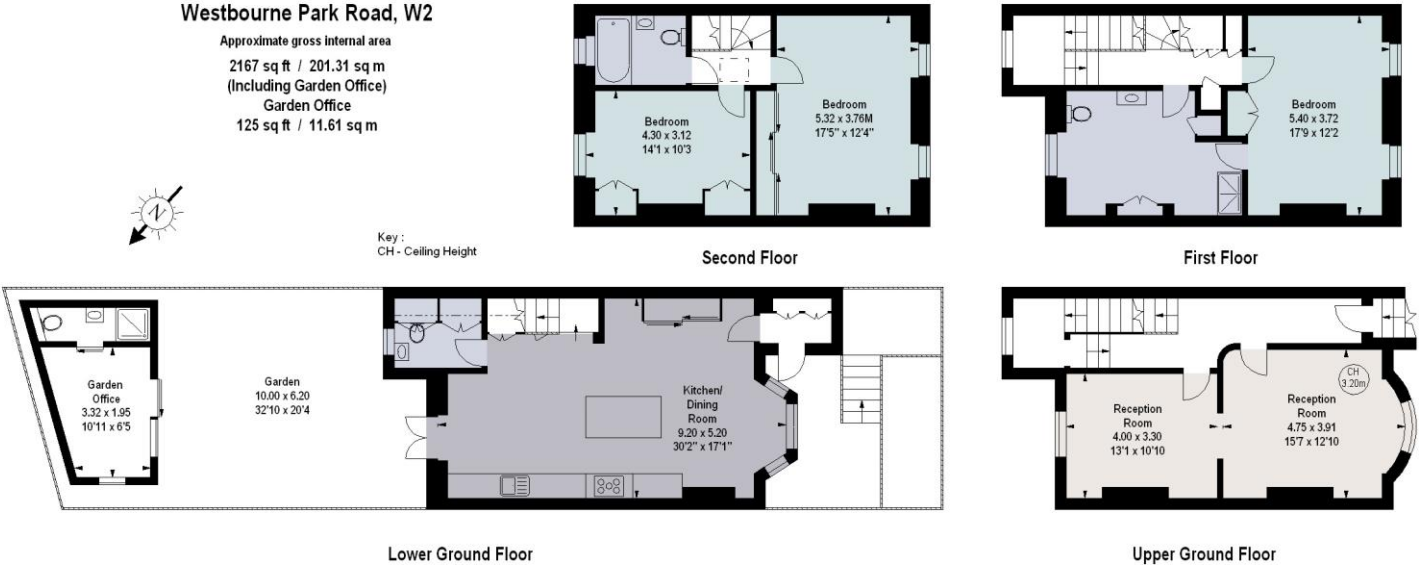 Westbourne Park Road, W2
Approximate gross internal area
2167 sq ft / 201.31 sq m
(Including Garden Office)
Garden Office
125 sq ft / 11.61 sq m
N
Key :
CH - Ceiling Height
Bedroom
4.30 x 3.12
14'1 x 10'3
Bedroom
5.32 x 3.76M
17'5" x 12'4"
Second Floor
Bedroom
5.40 x 3.72
17'9 x 12'2
First Floor
Garden
Office
3.32 x 1.95
10'11 x 6'5
Garden
10.00 x 6.20
32'10 x 20'4
Kitchen/
Dining
Room
9.20 x 5.20
30'2" x 17'1"
Lower Ground Floor
Reception
Room
4.00 x 3.30
13'1 x 10'10
Reception
Room
4.75 x 3.91
15'7 x 12'10
CH
3.20m
Upper Ground Floor